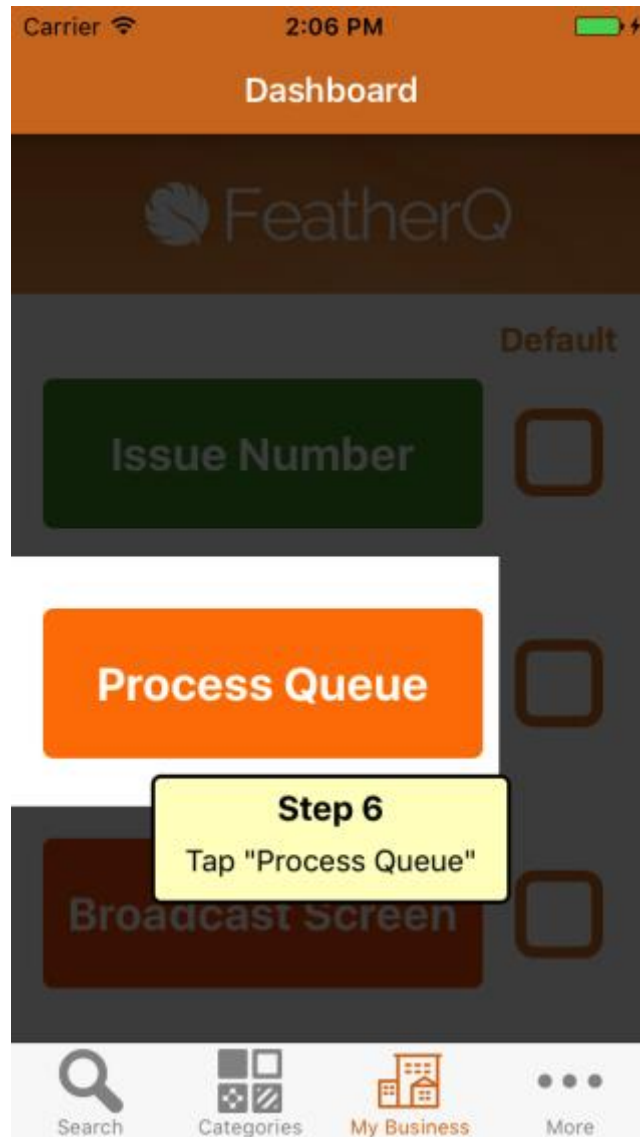 Carrier 2:06 PM
Dashboard
FeatherQ
Default
Issue Number
Process Queue
Step 6
Tap "Process Queue"
Broadcast Screen
Search Categories My Business More